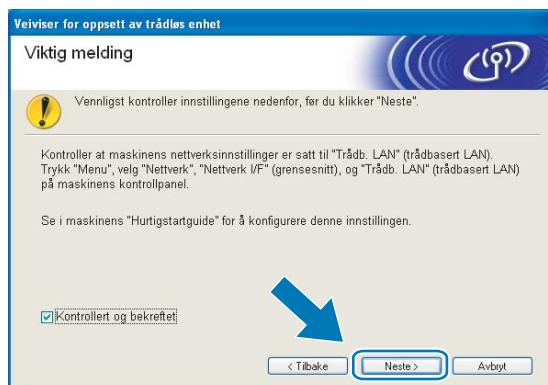 Veiviser for oppsett av trådløs enhet
Viktig melding
Vennligst kontroller innstillingene nedenfor, før du klikker "Neste".
Kontroller at maskinens nettverksinnstillinger er satt til "Trådb. LAN" (trådbasert LAN).
Trykk "Menu", velg "Nettverk", "Nettverk I/F" (grensesnitt), og "Trådb. LAN" (trådbasert LAN)
på maskinens kontrollpanel.
Se i maskinens "Hurtigstartguide" for å konfigurere denne innstillingen.
Kontrollert og bekreftet
< Tilbake
Neste >
Avbryt